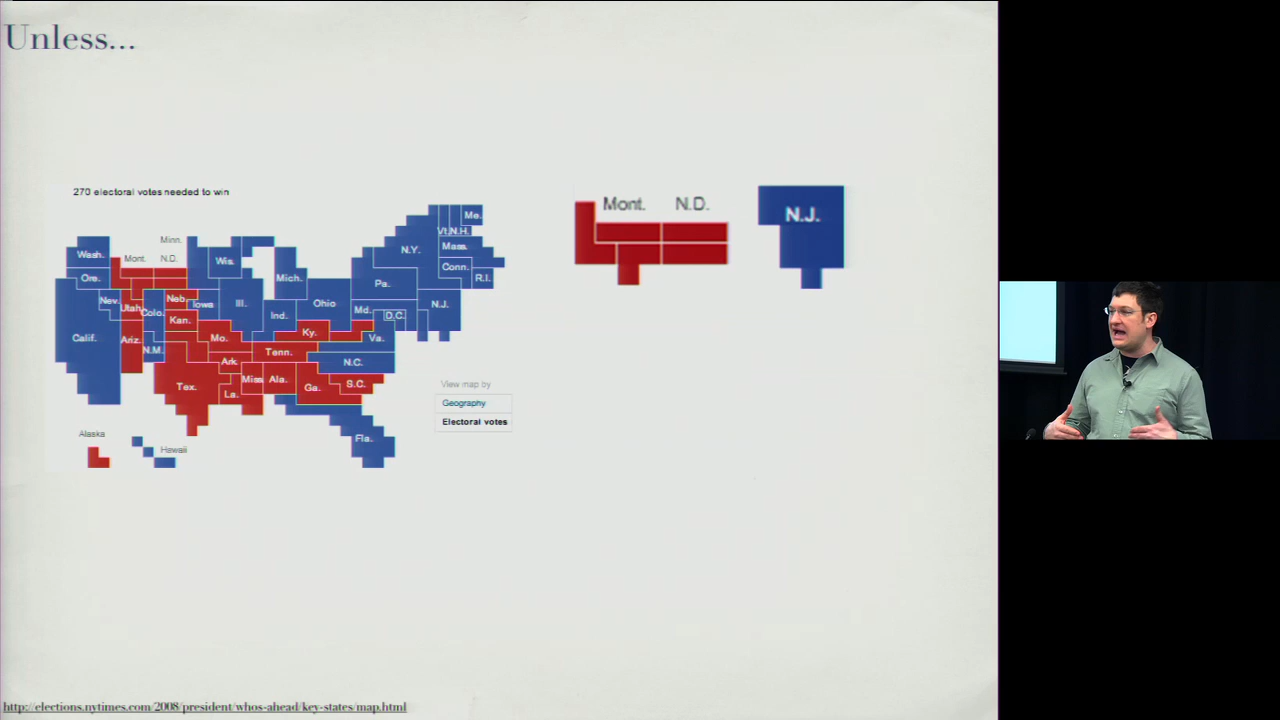 Unless...
270 electoral votes needed to win
Mont. N.D.
N.J.
Minn.
Mont. N.D.
Wash.
Ore.
Nev.
Calif.
Utah
Ariz.
Colo.
N.M.
Neb.
Kan.
Tex.
Iowa
Mo.
Ark.
La.
Wis.
Ill.
Miss.
Mich.
Ind.
Ky.
Tenn.
Ala.
Ohio
Ga.
N.Y.
Pa.
Md.
D.C.
Va.
N.C.
S.C.
Fla.
Me.
Vt.
N.H.
Mass.
Conn.
R.I.
N.J.
Alaska
Hawaii
View map by
Geography
Electoral votes
http://elections.nytimes.com/2008/president/whos-ahead/key-states/map.html